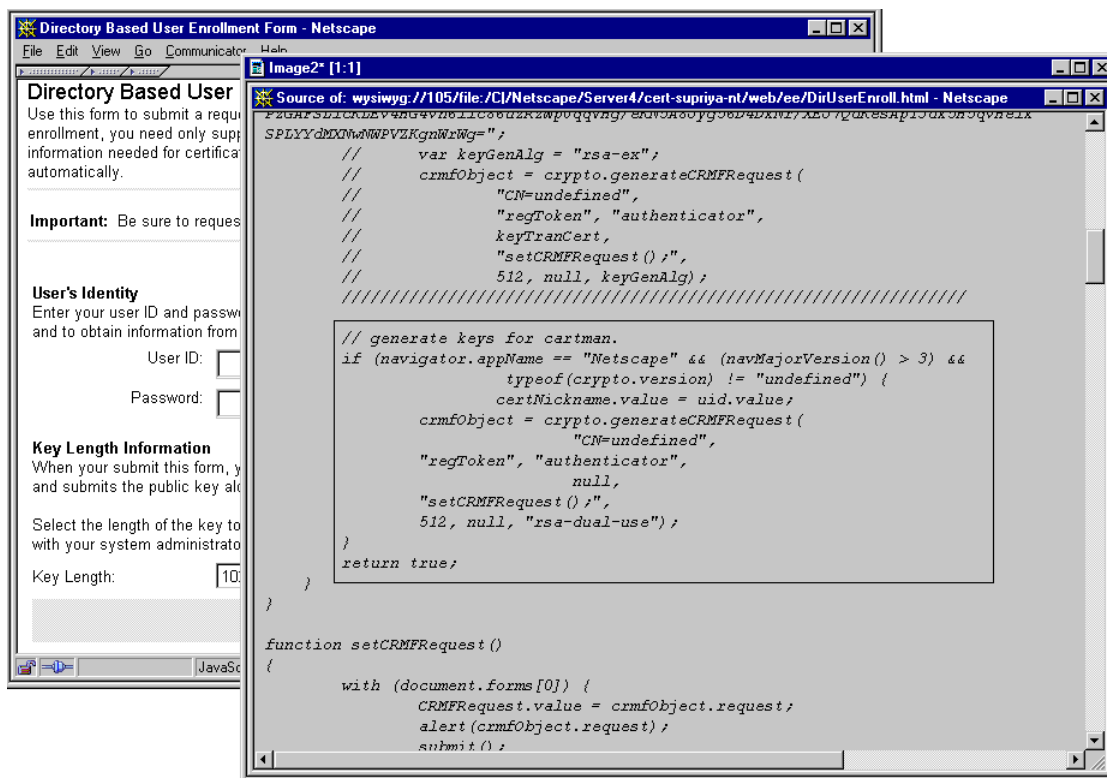 Directory Based User Enrollment Form - Netscape
File Edit View Go Communicator Help
Directory Based User
Use this form to submit a reque
enrollment, you need only supp
information needed for certificat
automatically.
Important: Be sure to reques
User's Identity
Enter your user ID and passwo
and to obtain information from
User ID:
Password:
Key Length Information
When your submit this form, y
and submits the public key alo
Select the length of the key to
with your system administrato
Key Length:
JavaSc
Image2* [1:1]
Source of: wysiwyg://105/file:/C|/Netscape/Server4/cert-supriya-nt/web/ee/DirUserEnroll.html - Netscape
SPLYYdMXNwNWPVZKgnWrWg=";
// var keyGenAlg = "rsa-ex";
// crmfObject = crypto.generateCRMFRequest(
// "CN=undefined",
// "regToken", "authenticator",
// keyTranCert,
// "setCRMFRequest();",
// 512, null, keyGenAlg);
/////////////////////////////////////////////////////////////////
// generate keys for cartman.
if (navigator.appName == "Netscape" && (navMajorVersion() > 3) &&
typeof(crypto.version) != "undefined") {
certNickname.value = uid.value;
crmfObject = crypto.generateCRMFRequest(
"CN=undefined",
"regToken", "authenticator",
null,
"setCRMFRequest();",
512, null, "rsa-dual-use");
}
return true;
}
}
function setCRMFRequest()
{
with (document.forms[0]) {
CRMFRequest.value = crmfObject.request;
alert(crmfObject.request);
submit();